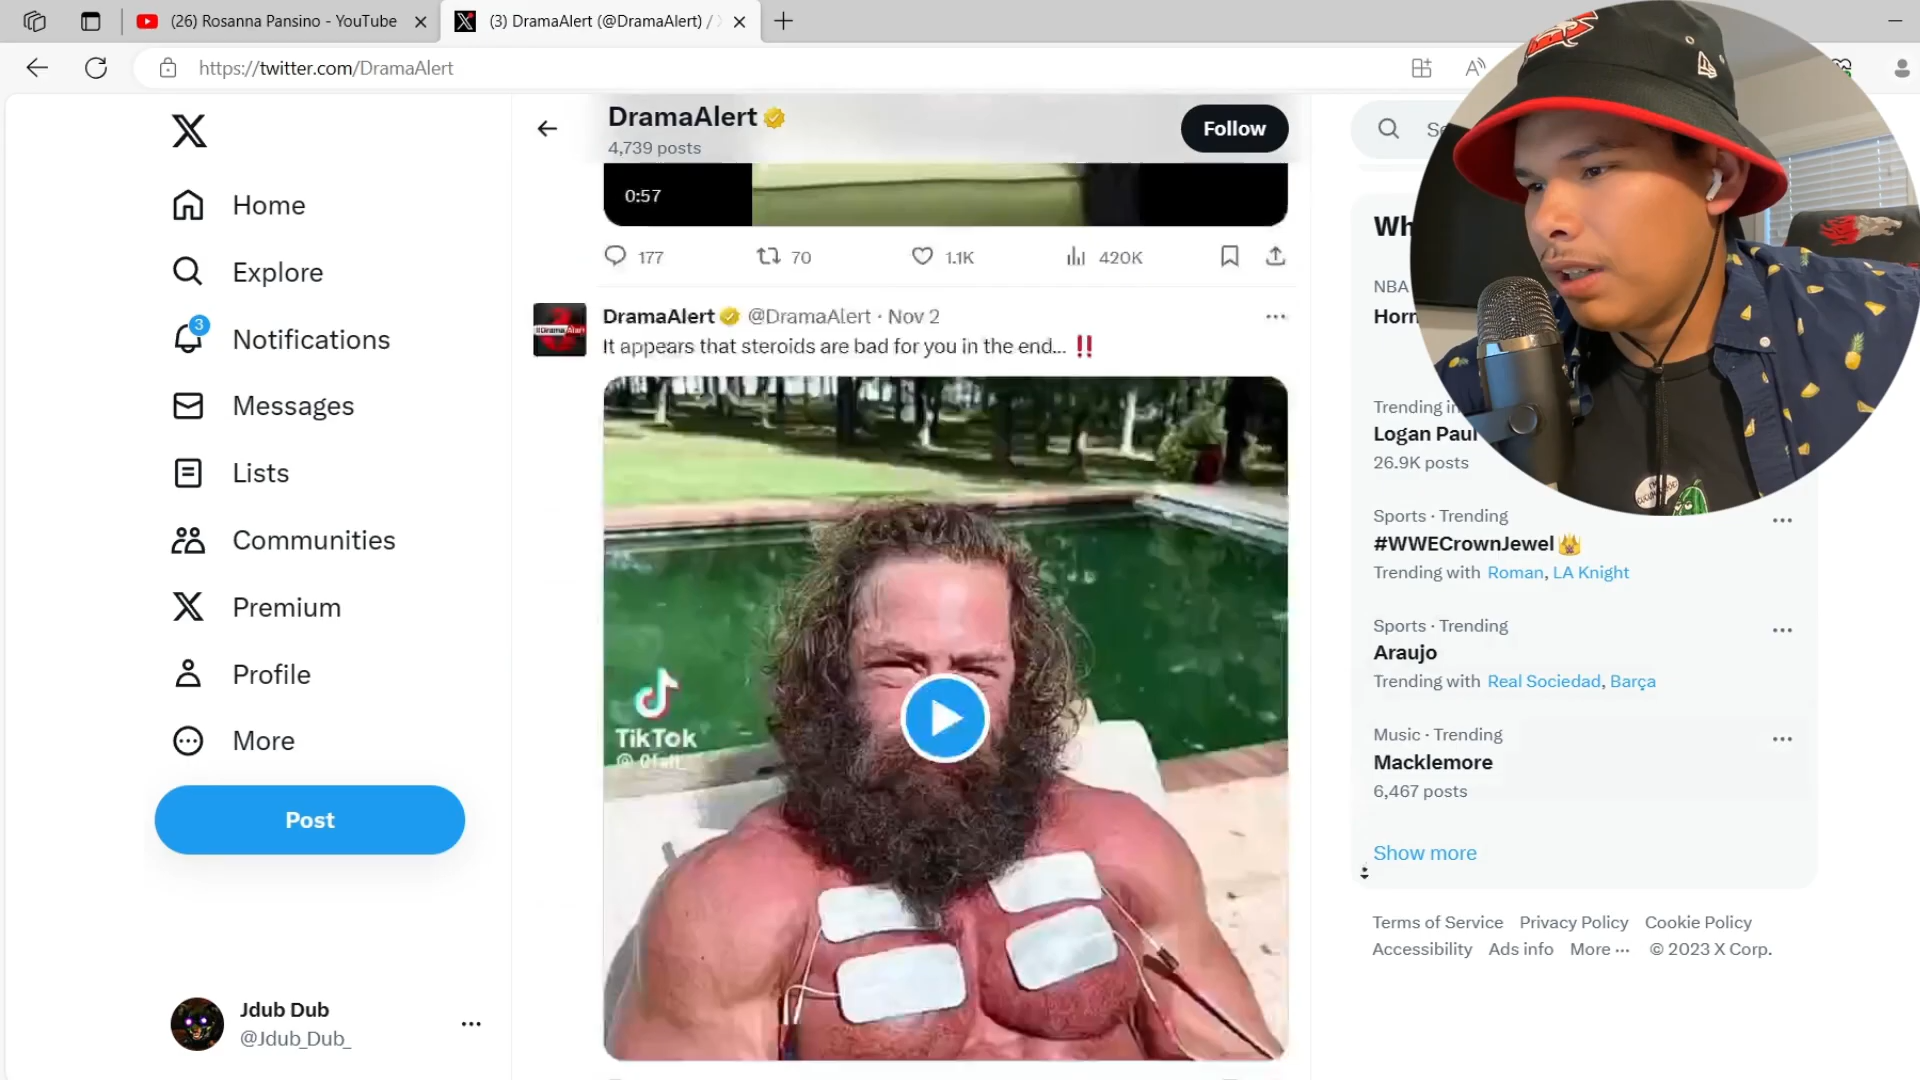 (26) Rosanna Pansino - YouTube
(3) DramaAlert (@DramaAlert) /
https://twitter.com/DramaAlert
DramaAlert
4,739 posts
Follow
Home
Explore
3
Notifications
Messages
Lists
Communities
Premium
Profile
More
Post
Jdub Dub
@Jdub_Dub_
0:57
177
70
1.1K
420K
DramaAlert @DramaAlert · Nov 2
It appears that steroids are bad for you in the end... ‼️
TikTok
NBA
Trending in
Logan Paul
26.9K posts
Sports · Trending
#WWECrownJewel
Trending with Roman, LA Knight
Sports · Trending
Araujo
Trending with Real Sociedad, Barça
Music · Trending
Macklemore
6,467 posts
Show more
Terms of Service Privacy Policy Cookie Policy
Accessibility Ads info More ··· © 2023 X Corp.